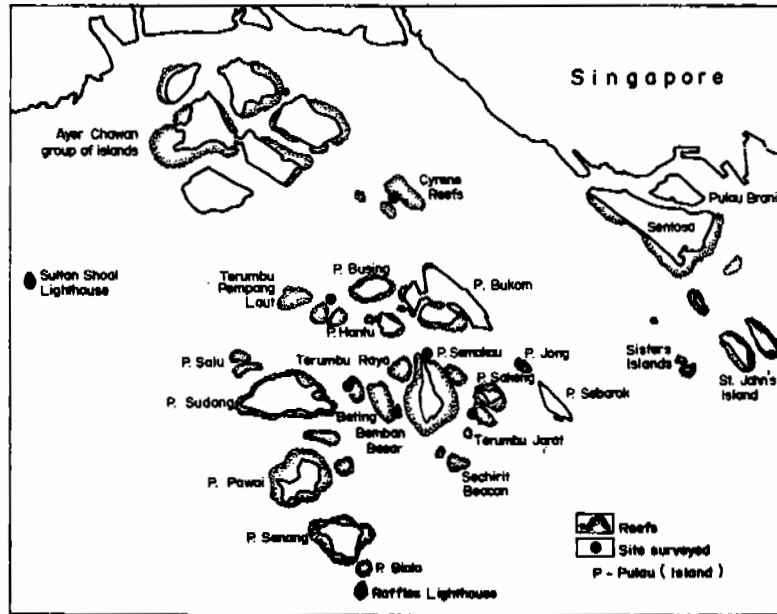 Singapore
Ayer Chawan
group of islands
Cyrene
Reefs
Pulau Brani
Sentosa
Sultan Shoal
Lighthouse
Terumbu
Pempang
Laut
P. Busing
P. Bukom
P. Hantu
P. Salu
Terumbu Raya
P. Semakau
P. Jong
Sisters
Islands
St. John's
Island
P. Sudong
P. Sakeng
P. Sebarok
Beting
Bemban
Besar
Terumbu Jarat
P. Pawai
Sechirit
Beacon
P. Senang
P. Biola
Raffles Lighthouse
Reefs
Site surveyed
P - Pulau ( Island )